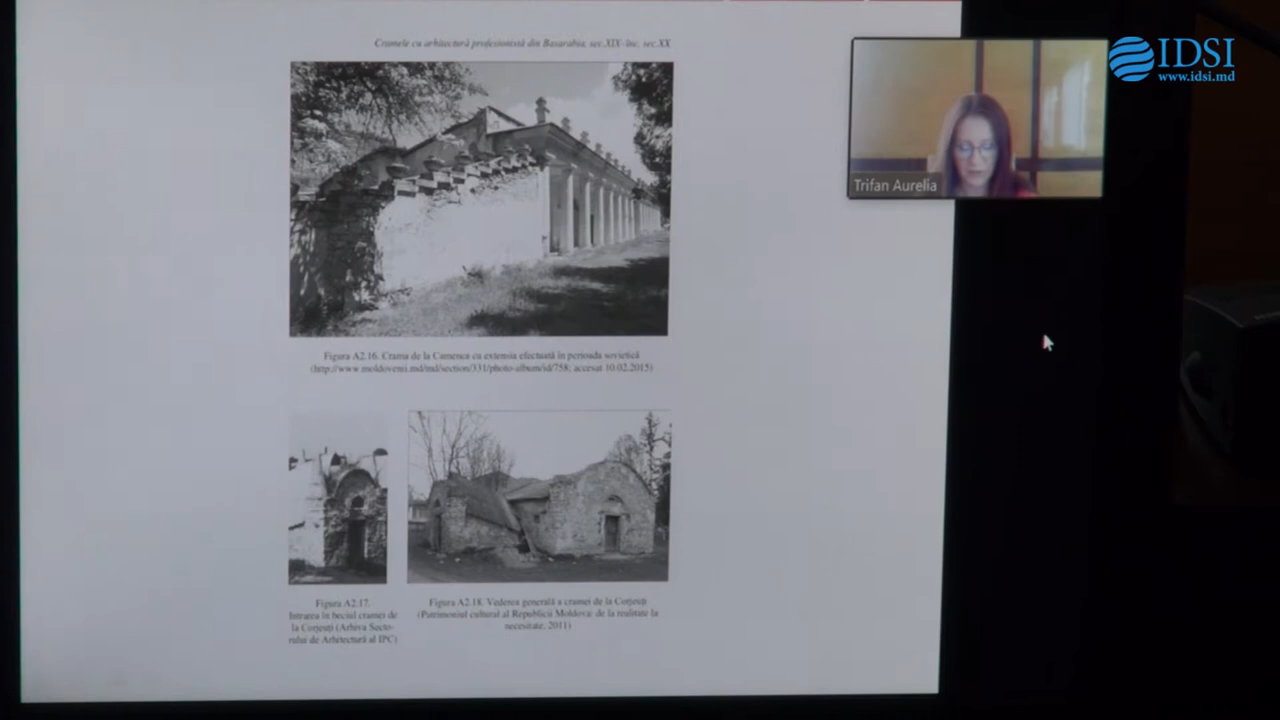 Cramele cu arhitectură profesionistă din Basarabia, sec.XIX–înc. sec.XX
IDSI
www.idsi.md
Trifan Aurelia
Figura A2.16. Crama de la Camenca cu extensia efectuată în perioada sovietică
(http://www.moldovenii.md/md/section/331/photo-album/id/758; accesat 10.02.2015)
Figura A2.17.
Intrarea în beciul cramei de
la Corjeuți (Arhiva Secto-
rului de Arhitectură al IPC)
Figura A2.18. Vederea generală a cramei de la Corjeuți
(Patrimoniul cultural al Republicii Moldova: de la realitate la
necesitate, 2011)